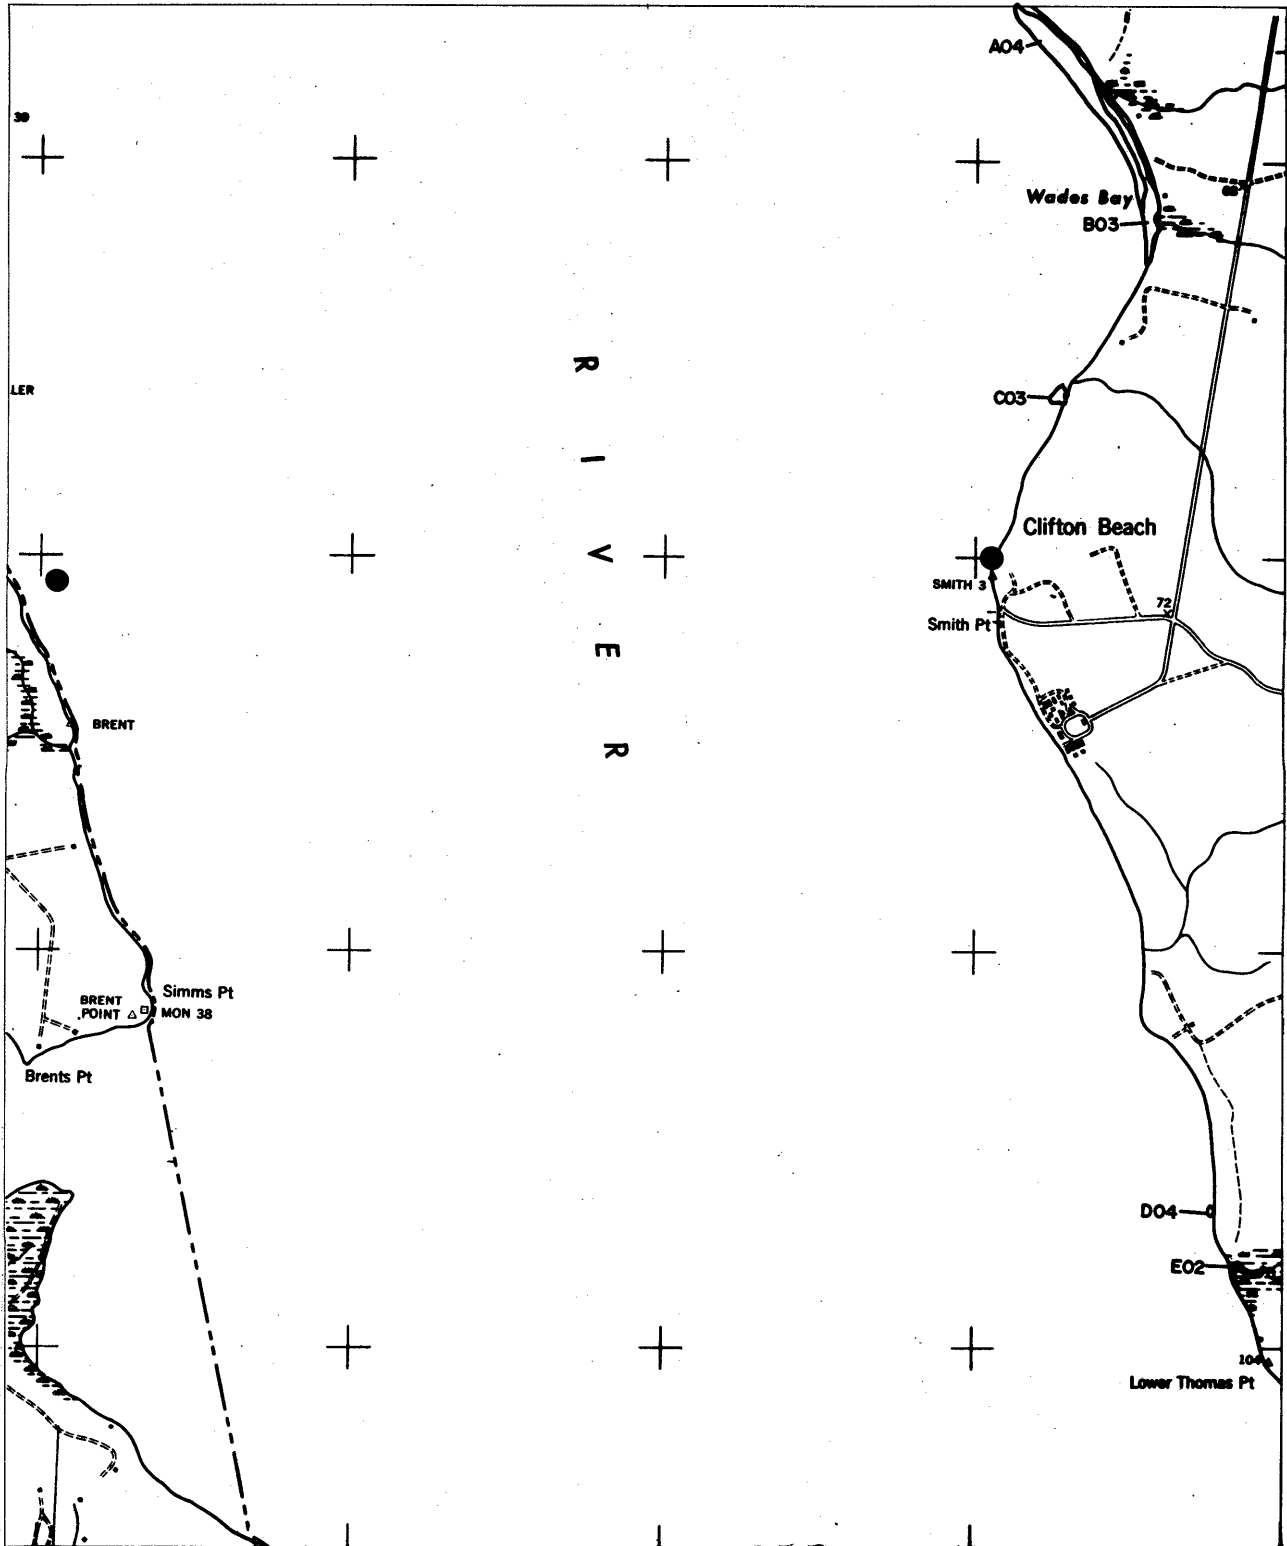 A04
39
Wades Bay
B03
R
I
V
E
R
LER
C03
Clifton Beach
SMITH 3
72
Smith Pt
BRENT
Simms Pt
BRENT
POINT
MON 38
Brents Pt
D04
E02
104
Lower Thomas Pt